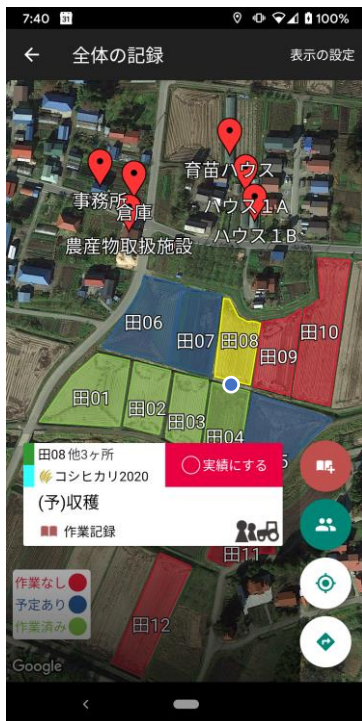 7:40 31 100%
全体の記録 表示の設定
育苗ハウス
事務所 ハウス1A
倉庫
ハウス1B
農産物取扱施設
田06 田07 田08 田09 田10
田01 田02 田03 田04 5
田08 他3ヶ所
コシヒカリ2020
実績にする
(予)収穫
作業記録
田11
作業なし
予定あり
作業済み
田12
Google